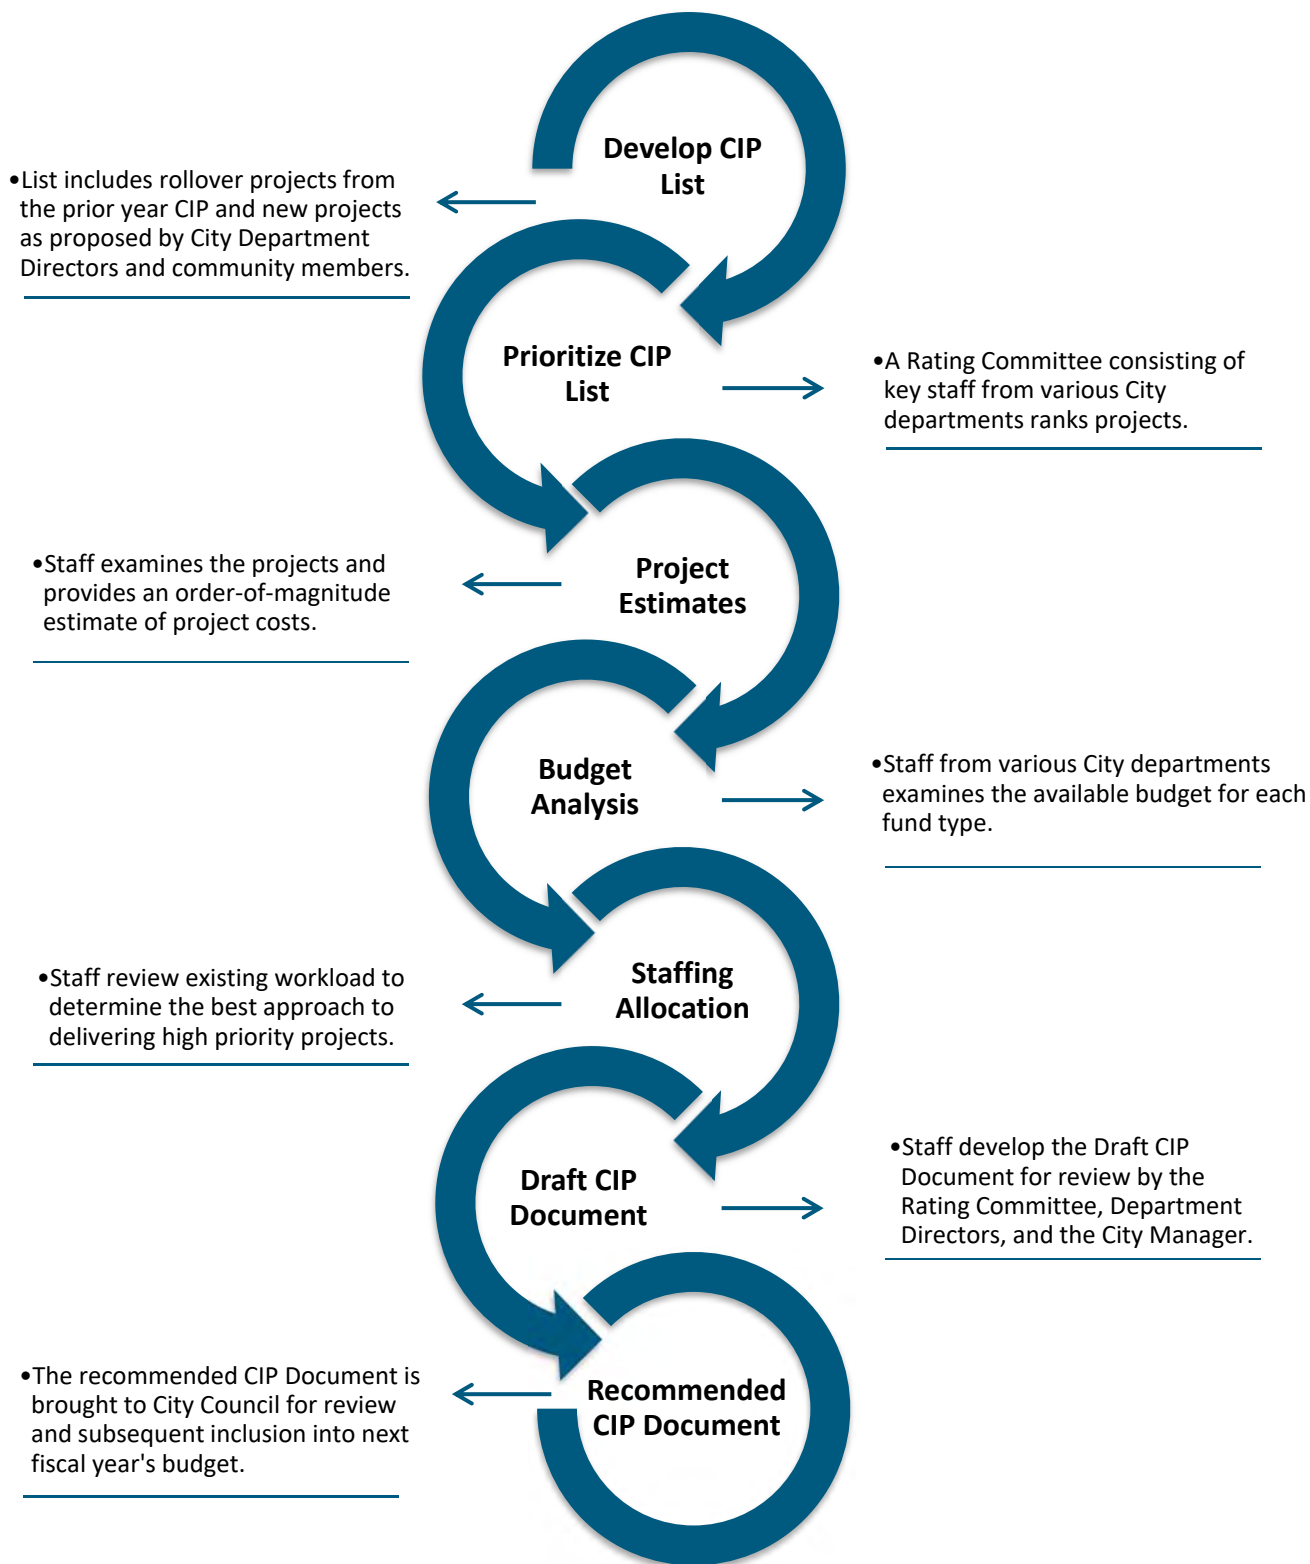 Develop CIP
List
•List includes rollover projects from
the prior year CIP and new projects
as proposed by City Department
Directors and community members.
Prioritize CIP
List
•A Rating Committee consisting of
key staff from various City
departments ranks projects.
Project
Estimates
•Staff examines the projects and
provides an order-of-magnitude
estimate of project costs.
Budget
Analysis
•Staff from various City departments
examines the available budget for each
fund type.
Staffing
Allocation
•Staff review existing workload to
determine the best approach to
delivering high priority projects.
Draft CIP
Document
•Staff develop the Draft CIP
Document for review by the
Rating Committee, Department
Directors, and the City Manager.
Recommended
CIP Document
•The recommended CIP Document is
brought to City Council for review
and subsequent inclusion into next
fiscal year's budget.